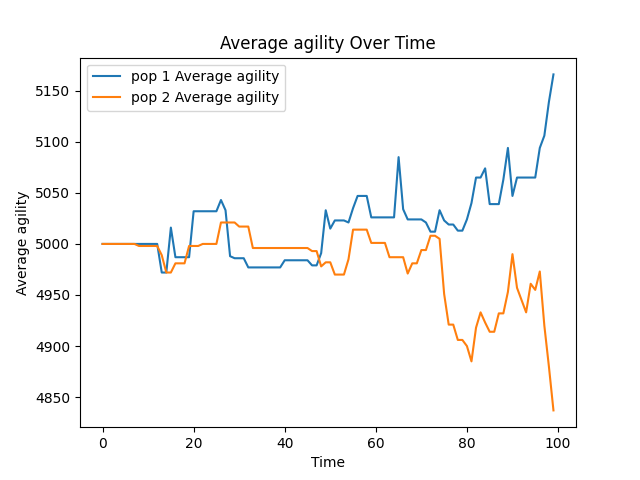 Average agility Over Time
pop 1 Average agility
pop 2 Average agility
Average agility
5150
5100
5050
5000
4950
4900
4850
0 20 40 60 80 100
Time